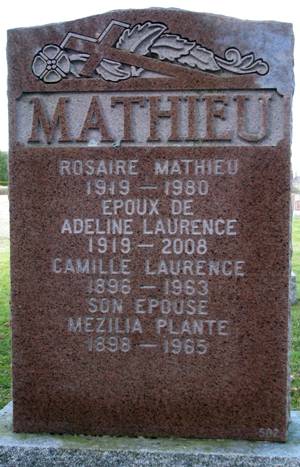 MATHIEU
ROSAIRE MATHIEU
1919 - 1980
EPOUX DE
ADELINE LAURENCE
1919 - 2008
CAMILLE LAURENCE
1896 - 1963
SON EPOUSE
MEZILIA PLANTE
1898 - 1965
502